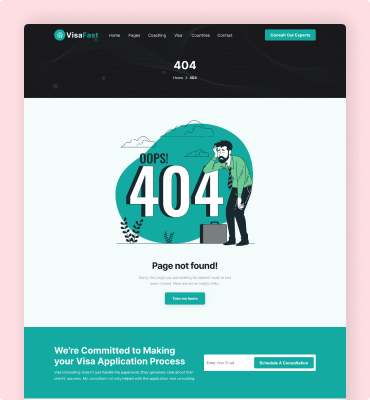 VisaFast
Home Pages Coaching Visa Countries Contact
Consult Our Experts
404
Home > 404
OOPS!
404
Page not found!
Sorry, the page you are looking for doesn't exist or has
been moved. Here are some helpful links.
Take me home
We're Committed to Making
your Visa Application Process
Visa Consulting doesn't just handle the paperwork they genuinely care about their
clients' success. My consultant not only helped with the application visa consulting.
Enter Your Email
Schedule A Consultation